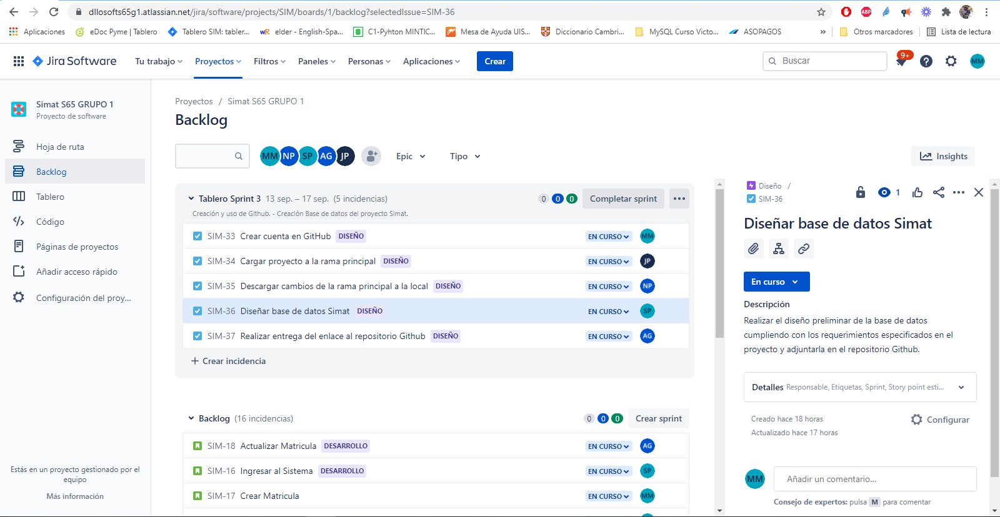 dllosofts65g1.atlassian.net/jira/software/projects/SIM/boards/1/backlog?selectedIssue=SIM-36
ABP
Aplicaciones
eDoc Pyme | Tablero
Tablero SIM: tabler...
wR elder - English-Spa...
C1-Pyhton MINTIC...
Mesa de Ayuda UIS...
Diccionario Cambri...
MySQL Curso Victo...
ASOPAGOS
»
Otros marcadores
Lista de lectura
Jira Software
Tu trabajo
Proyectos
Filtros
Paneles
Personas
Aplicaciones
Crear
Buscar
9+
MM
Simat S65 GRUPO 1
Proyecto de software
Hoja de ruta
Backlog
Tablero
Código
Páginas de proyectos
Añadir acceso rápido
Configuración del proy...
Estás en un proyecto gestionado por el
equipo
Más información
Proyectos / Simat S65 GRUPO 1
Backlog
MM NP SP AG JP
Epic
Tipo
Insights
Tablero Sprint 3 13 sep. – 17 sep. (5 incidencias)
0 0 0
Completar sprint
Creación y uso de Github. - Creación Base de datos del proyecto Simat.
SIM-33 Crear cuenta en GitHub DISEÑO EN CURSO MM
SIM-34 Cargar proyecto a la rama principal DISEÑO EN CURSO JP
SIM-35 Descargar cambios de la rama principal a la local DISEÑO EN CURSO NP
SIM-36 Diseñar base de datos Simat DISEÑO EN CURSO SP
SIM-37 Realizar entrega del enlace al repositorio Github DISEÑO EN CURSO AG
+ Crear incidencia
Backlog (16 incidencias)
0 0 0
Crear sprint
SIM-18 Actualizar Matricula DESARROLLO EN CURSO AG
SIM-16 Ingresar al Sistema DESARROLLO EN CURSO SP
SIM-17 Crear Matricula EN CURSO MM
Diseño /
SIM-36
1
Diseñar base de datos Simat
En curso
Descripción
Realizar el diseño preliminar de la base de datos
cumpliendo con los requerimientos especificados en el
proyecto y adjuntarla en el repositorio Github.
Detalles Responsable, Etiquetas, Sprint, Story point esti...
Creado hace 18 horas
Actualizado hace 17 horas
Configurar
MM
Añadir un comentario...
Consejo de expertos: pulsa M para comentar